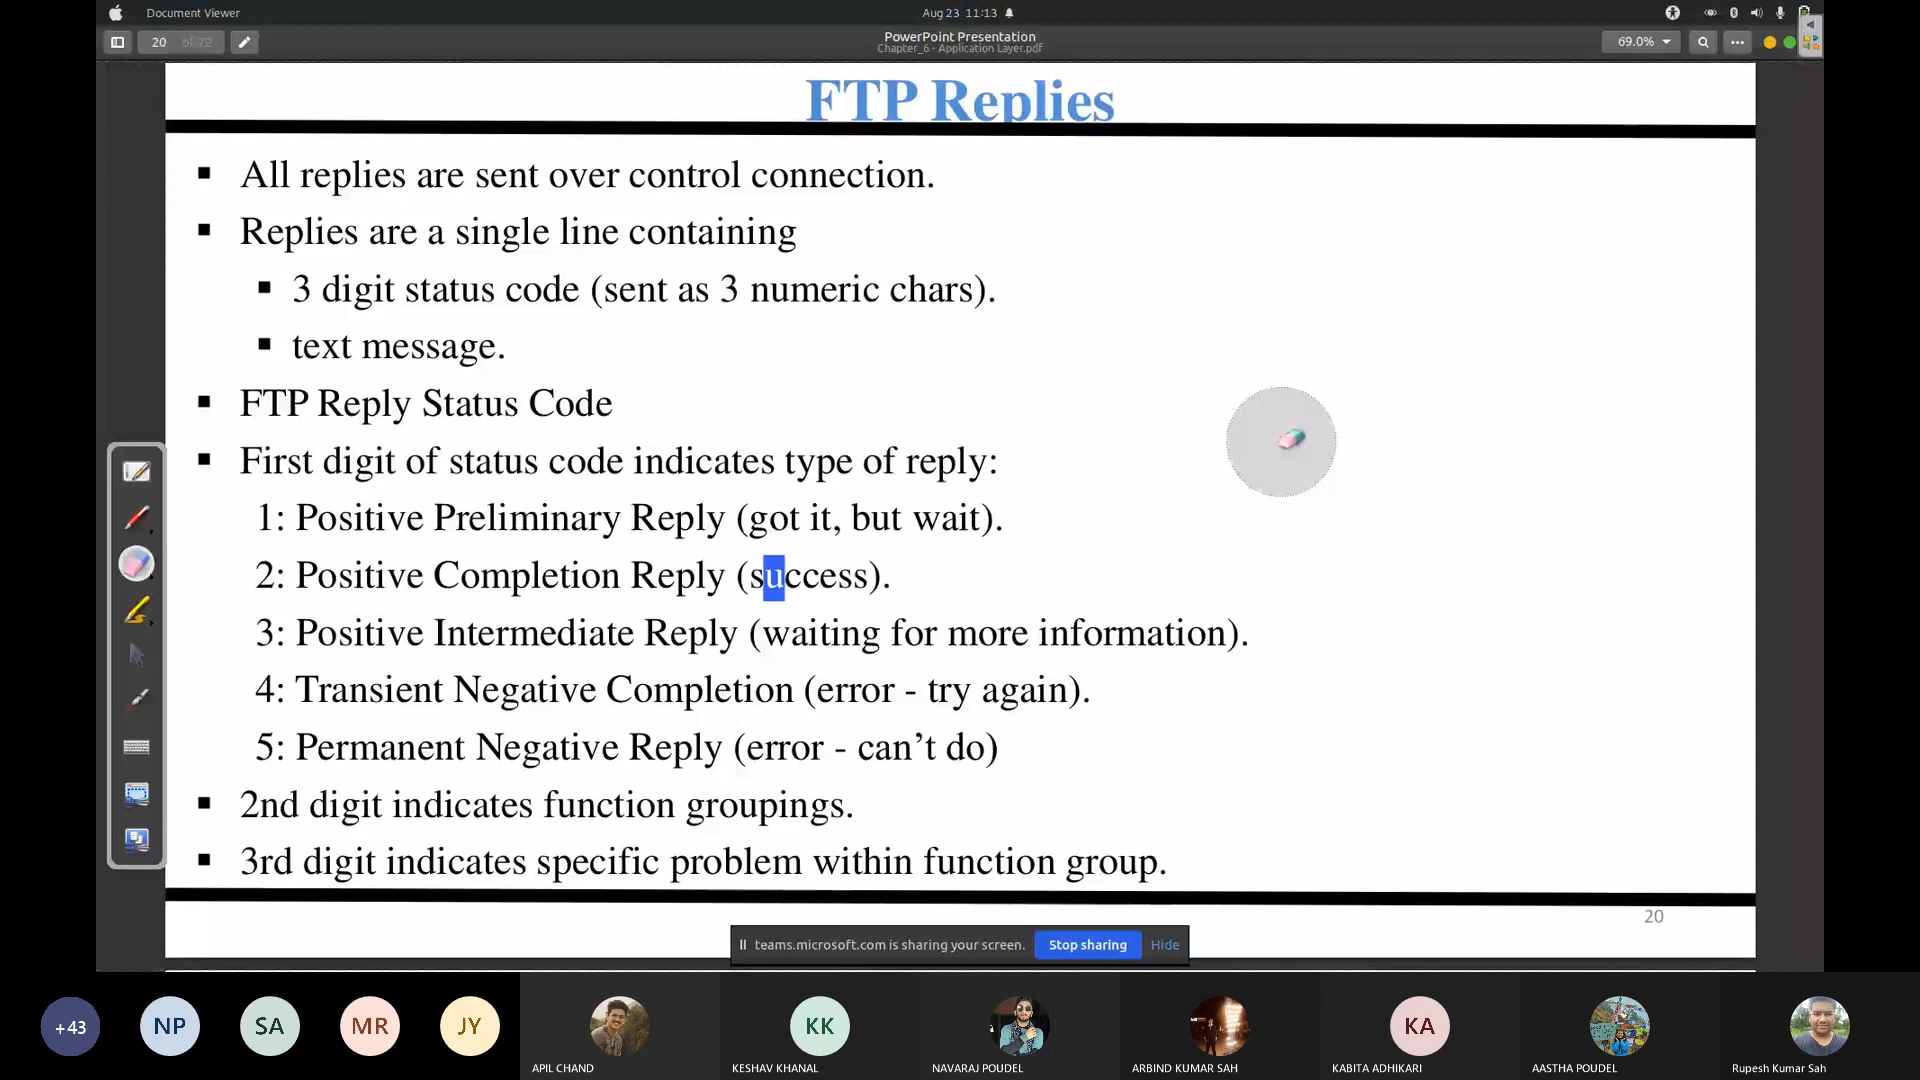 Document Viewer
Aug 23 11:13
20 of 72
PowerPoint Presentation
Chapter_6 - Application Layer.pdf
69.0%
FTP Replies
▪ All replies are sent over control connection.
▪ Replies are a single line containing
▪ 3 digit status code (sent as 3 numeric chars).
▪ text message.
▪ FTP Reply Status Code
▪ First digit of status code indicates type of reply:
1: Positive Preliminary Reply (got it, but wait).
2: Positive Completion Reply (success).
3: Positive Intermediate Reply (waiting for more information).
4: Transient Negative Completion (error - try again).
5: Permanent Negative Reply (error - can’t do)
▪ 2nd digit indicates function groupings.
▪ 3rd digit indicates specific problem within function group.
20
teams.microsoft.com is sharing your screen. Stop sharing Hide
+43 NP SA MR JY KK KA
APIL CHAND KESHAV KHANAL NAVARAJ POUDEL ARBIND KUMAR SAH KABITA ADHIKARI AASTHA POUDEL Rupesh Kumar Sah